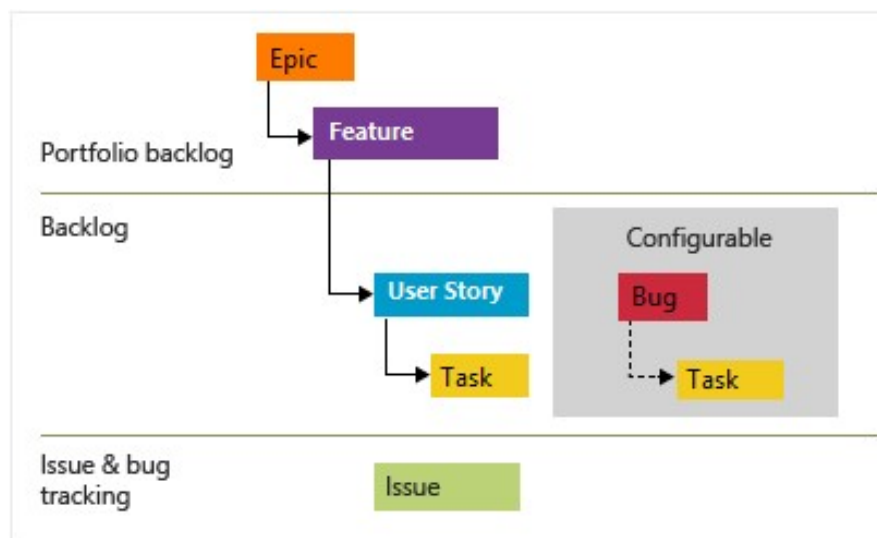 Epic
Feature
Portfolio backlog
Backlog
Configurable
User Story
Bug
Task
Task
Issue & bug
tracking
Issue